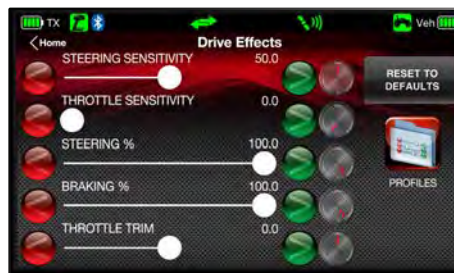 TX
Veh
Home
Drive Effects
STEERING SENSITIVITY 50.0
RESET TO
DEFAULTS
THROTTLE SENSITIVITY 0.0
STEERING % 100.0
PROFILES
BRAKING % 100.0
THROTTLE TRIM 0.0